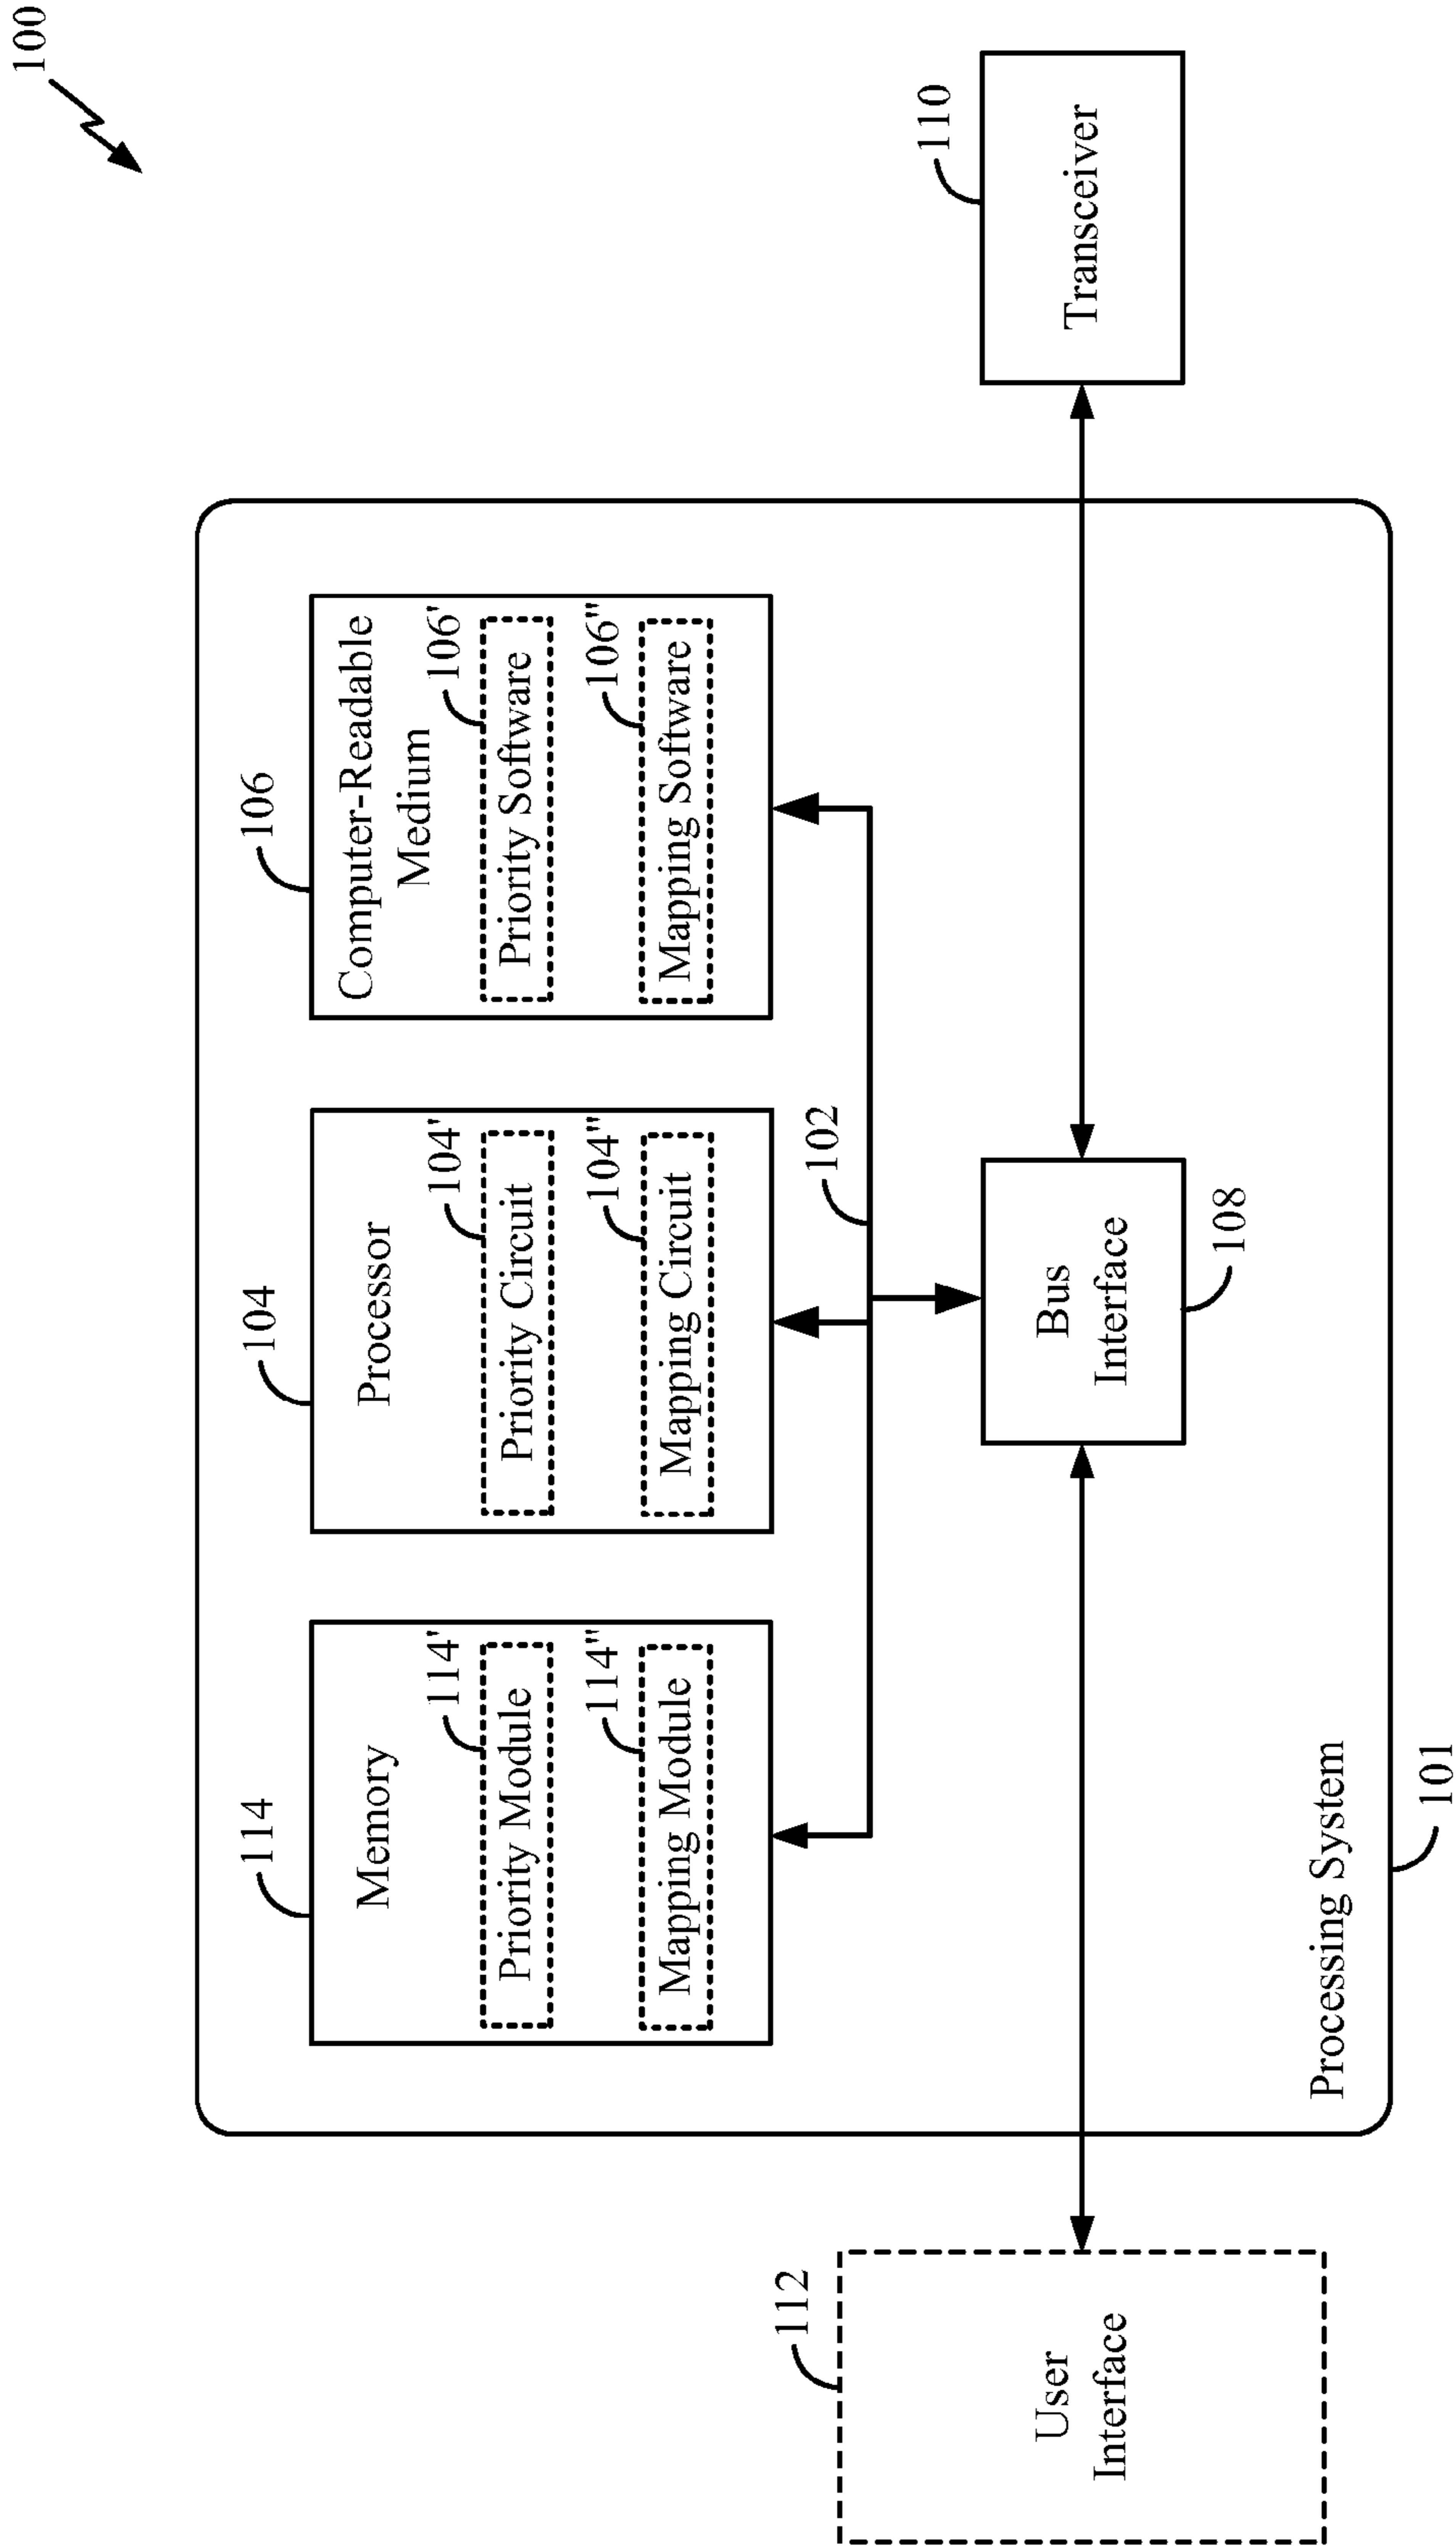 100
114
104
106
Memory
Processor
Computer-Readable
Medium
114'
104'
106'
Priority Module
Priority Circuit
Priority Software
114"
104"
106"
Mapping Module
Mapping Circuit
Mapping Software
102
112
110
User
Interface
Bus
Interface
Transceiver
108
Processing System
101